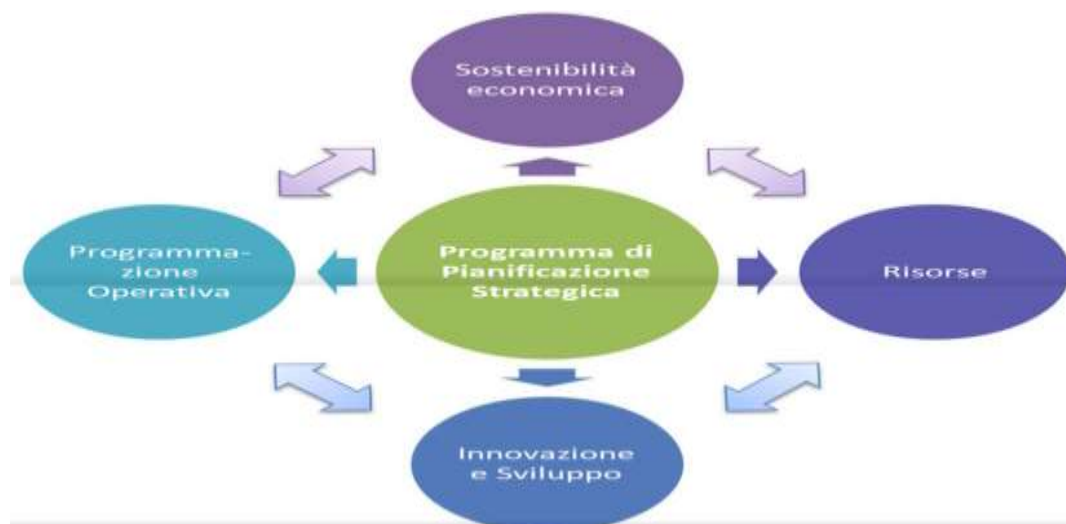 Sostenibilità
economica
Programma-
zione
Operativa
Programma di
Pianificazione
Strategica
Risorse
Innovazione
e Sviluppo